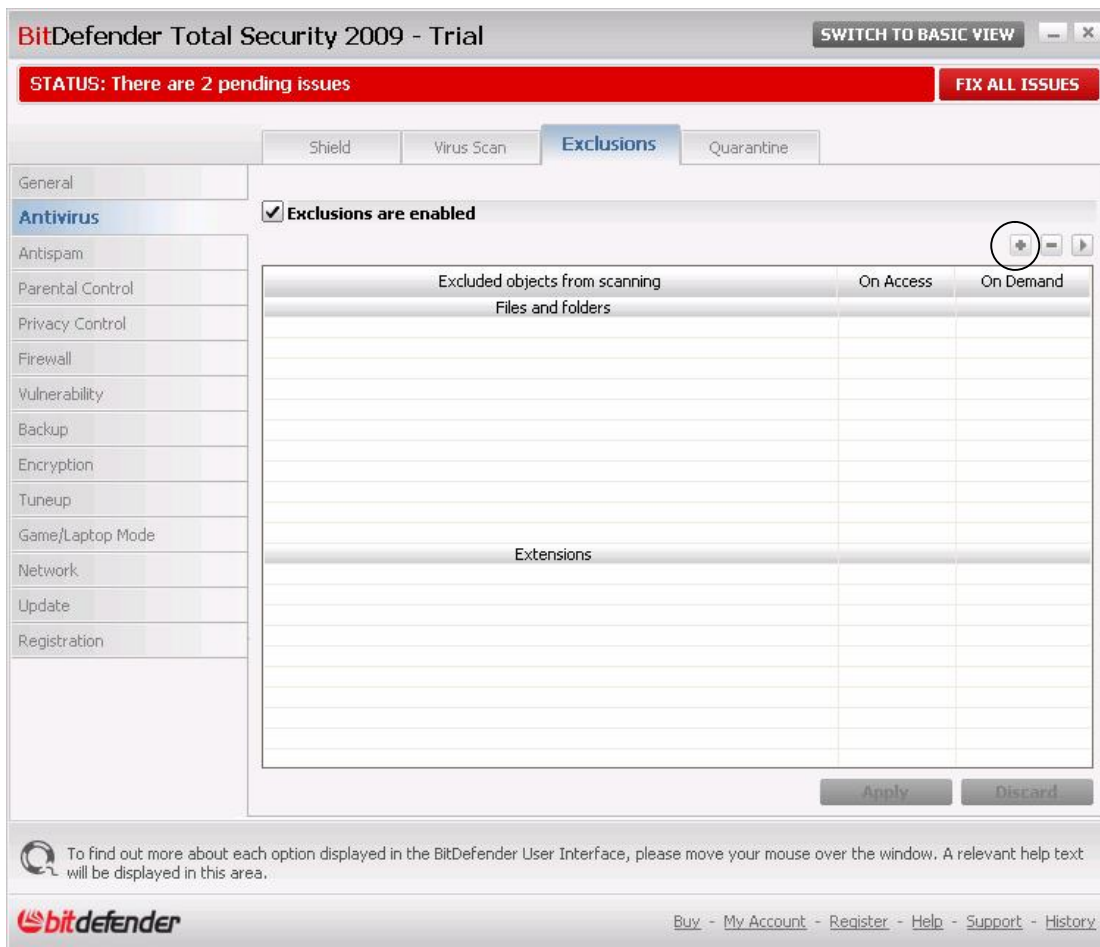 BitDefender Total Security 2009 - Trial
SWITCH TO BASIC VIEW
STATUS: There are 2 pending issues
FIX ALL ISSUES
Shield
Virus Scan
Exclusions
Quarantine
General
Antivirus
Antispam
Parental Control
Privacy Control
Firewall
Vulnerability
Backup
Encryption
Tuneup
Game/Laptop Mode
Network
Update
Registration
Exclusions are enabled
Excluded objects from scanning
On Access
On Demand
Files and folders
Extensions
Apply
Discard
To find out more about each option displayed in the BitDefender User Interface, please move your mouse over the window. A relevant help text
will be displayed in this area.
bitdefender
Buy - My Account - Register - Help - Support - History